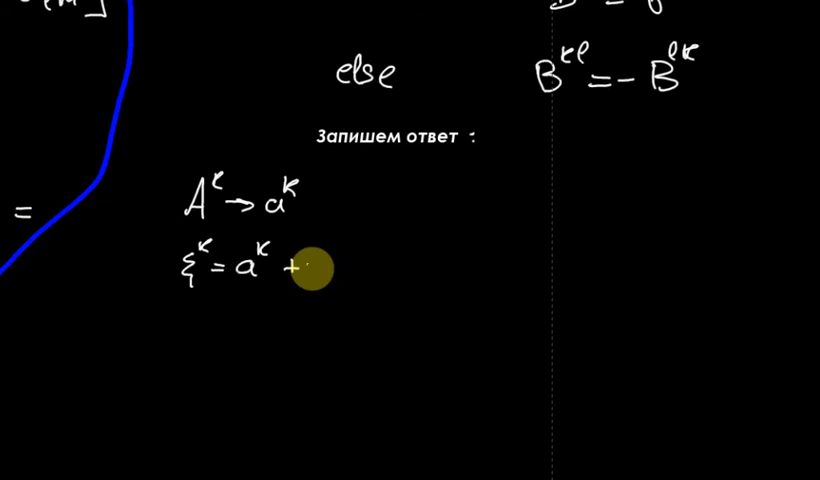 else B^{kl} = - B^{lk}
Запишем ответ :
=
A^k → a^k
ξ^k = a^k +